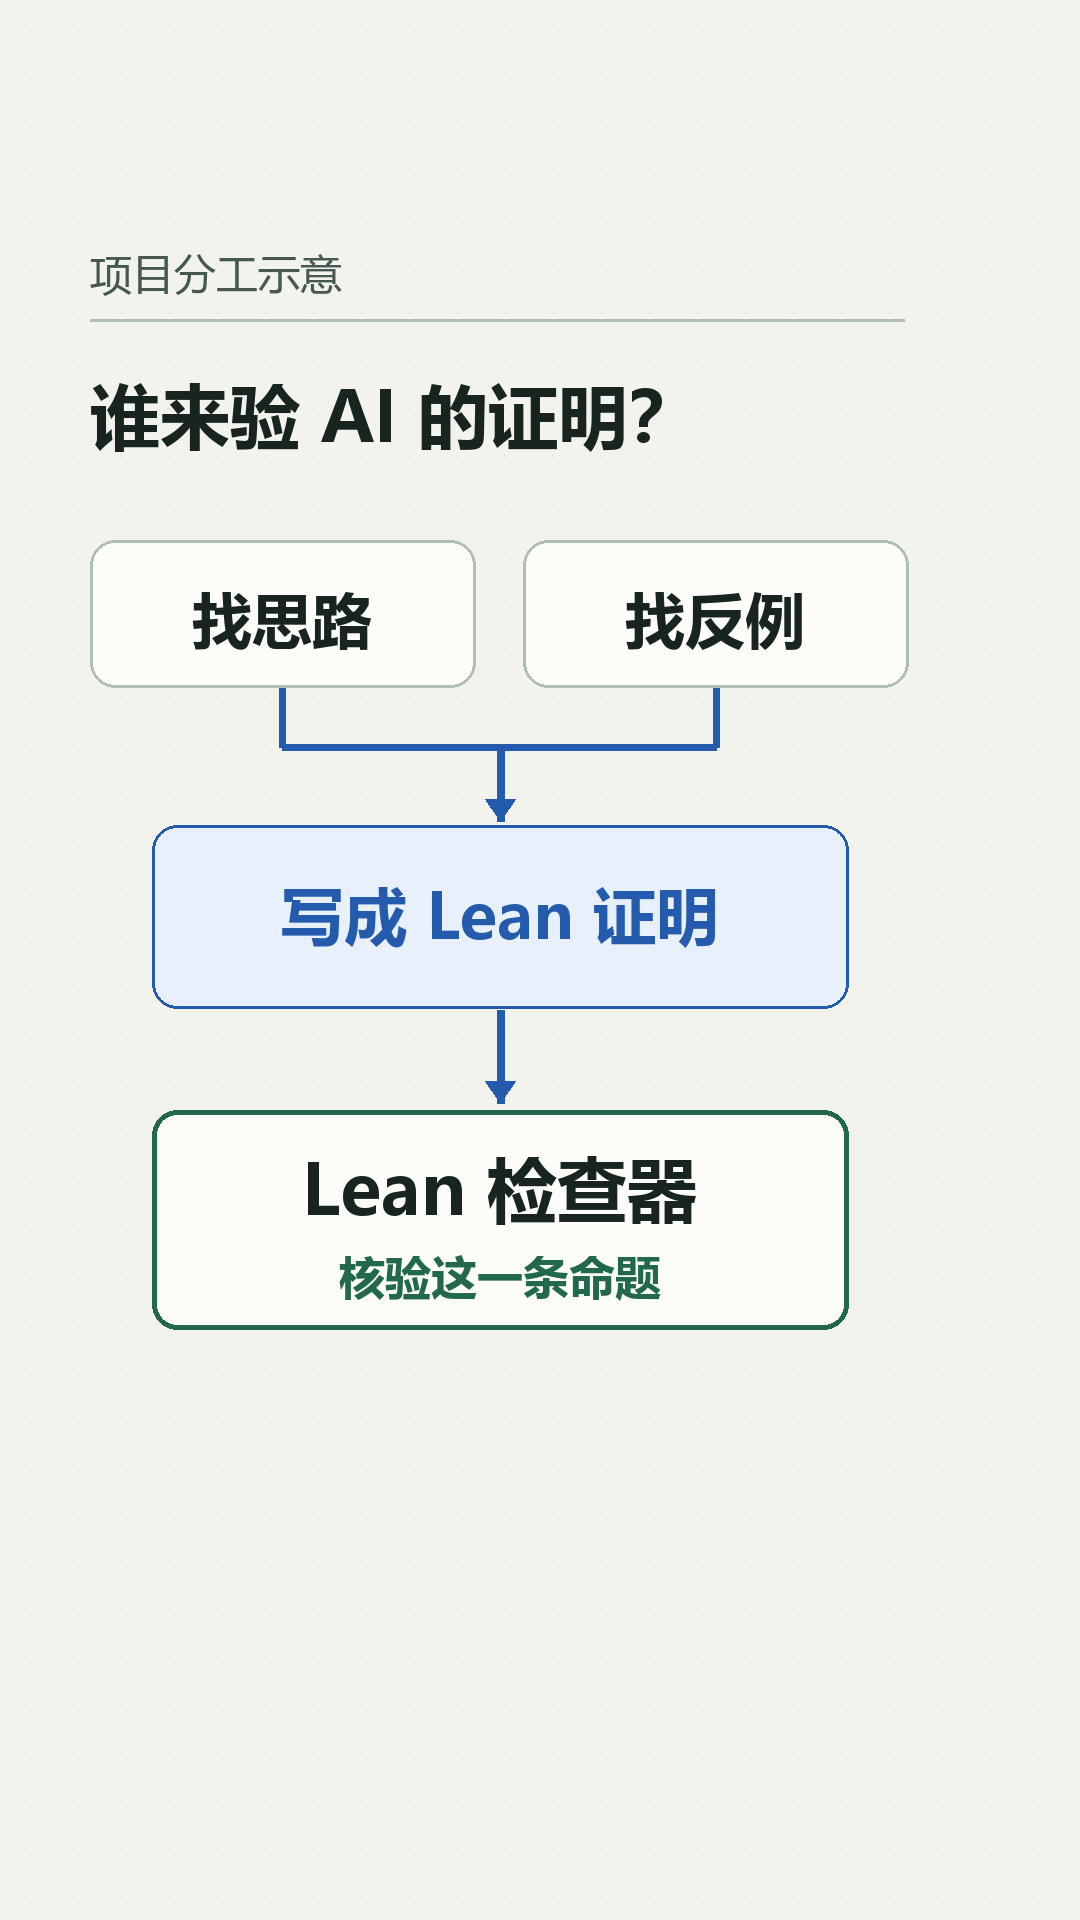 项目分工示意
谁来验 AI 的证明?
找思路
找反例
写成 Lean 证明
Lean 检查器
核验这一条命题